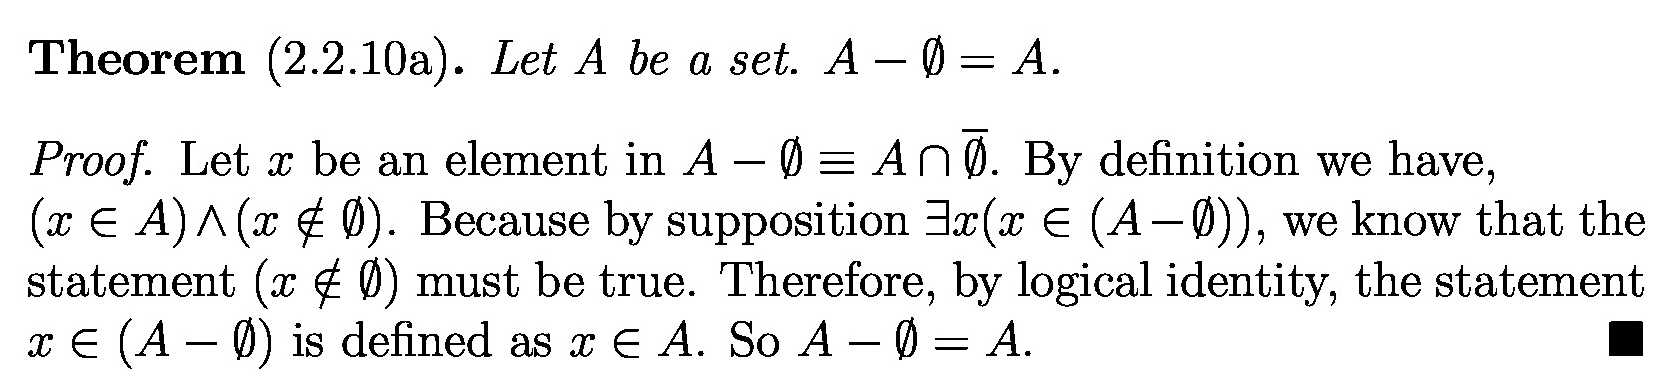 Theorem (2.2.10a). Let A be a set. A − ∅ = A.
Proof. Let x be an element in A − ∅ ≡ A ∩ ∅̅. By definition we have,
(x ∈ A) ∧ (x ∉ ∅). Because by supposition ∃x(x ∈ (A − ∅)), we know that the
statement (x ∉ ∅) must be true. Therefore, by logical identity, the statement
x ∈ (A − ∅) is defined as x ∈ A. So A − ∅ = A. ■